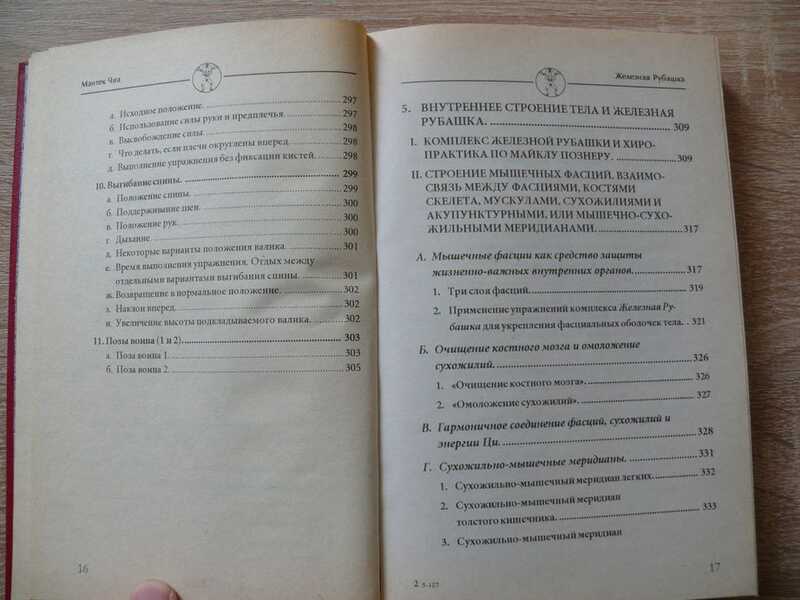 Мантек Чиа
а. Исходное положение. 297
б. Использование силы руки и предплечья. 297
в. Высвобождение силы. 298
г. Что делать, если плечи округлены вперед. 298
д. Выполнение упражнения без фиксации кистей. 298
10. Выгибание спины. 299
а. Положение спины. 299
б. Поддерживание шеи. 300
в. Положение рук. 300
г. Дыхание. 300
д. Некоторые варианты положения валика. 301
е. Время выполнения упражнения. Отдых между
отдельными вариантами выгибания спины. 301
ж. Возвращение в нормальное положение. 302
з. Наклон вперед. 302
и. Увеличение высоты подкладываемого валика. 302
11. Позы воина (1 и 2). 303
а. Поза воина 1. 303
б. Поза воина 2. 305
16
Железная Рубашка
5. ВНУТРЕННЕЕ СТРОЕНИЕ ТЕЛА И ЖЕЛЕЗНАЯ
РУБАШКА. 309
I. КОМПЛЕКС ЖЕЛЕЗНОЙ РУБАШКИ И ХИРО-
ПРАКТИКА ПО МАЙКЛУ ПОЗНЕРУ. 309
II. СТРОЕНИЕ МЫШЕЧНЫХ ФАСЦИЙ, ВЗАИМО-
СВЯЗЬ МЕЖДУ ФАСЦИЯМИ, КОСТЯМИ
СКЕЛЕТА, МУСКУЛАМИ, СУХОЖИЛИЯМИ И
АКУПУНКТУРНЫМИ, ИЛИ МЫШЕЧНО-СУХО-
ЖИЛЬНЫМИ МЕРИДИАНАМИ. 317
А. Мышечные фасции как средство защиты
жизненно-важных внутренних органов. 317
1. Три слоя фасций. 319
2. Применение упражнений комплекса Железная Ру-
башка для укрепления фасциальных оболочек тела. 321
Б. Очищение костного мозга и омоложение
сухожилий. 326
1. «Очищение костного мозга». 326
2. «Омоложение сухожилий». 327
В. Гармоничное соединение фасций, сухожилий и
энергии Ци. 328
Г. Сухожильно-мышечные меридианы. 331
1. Сухожильно-мышечный меридиан легких. 332
2. Сухожильно-мышечный меридиан
толстого кишечника. 333
3. Сухожильно-мышечный меридиан
2 5-127
17